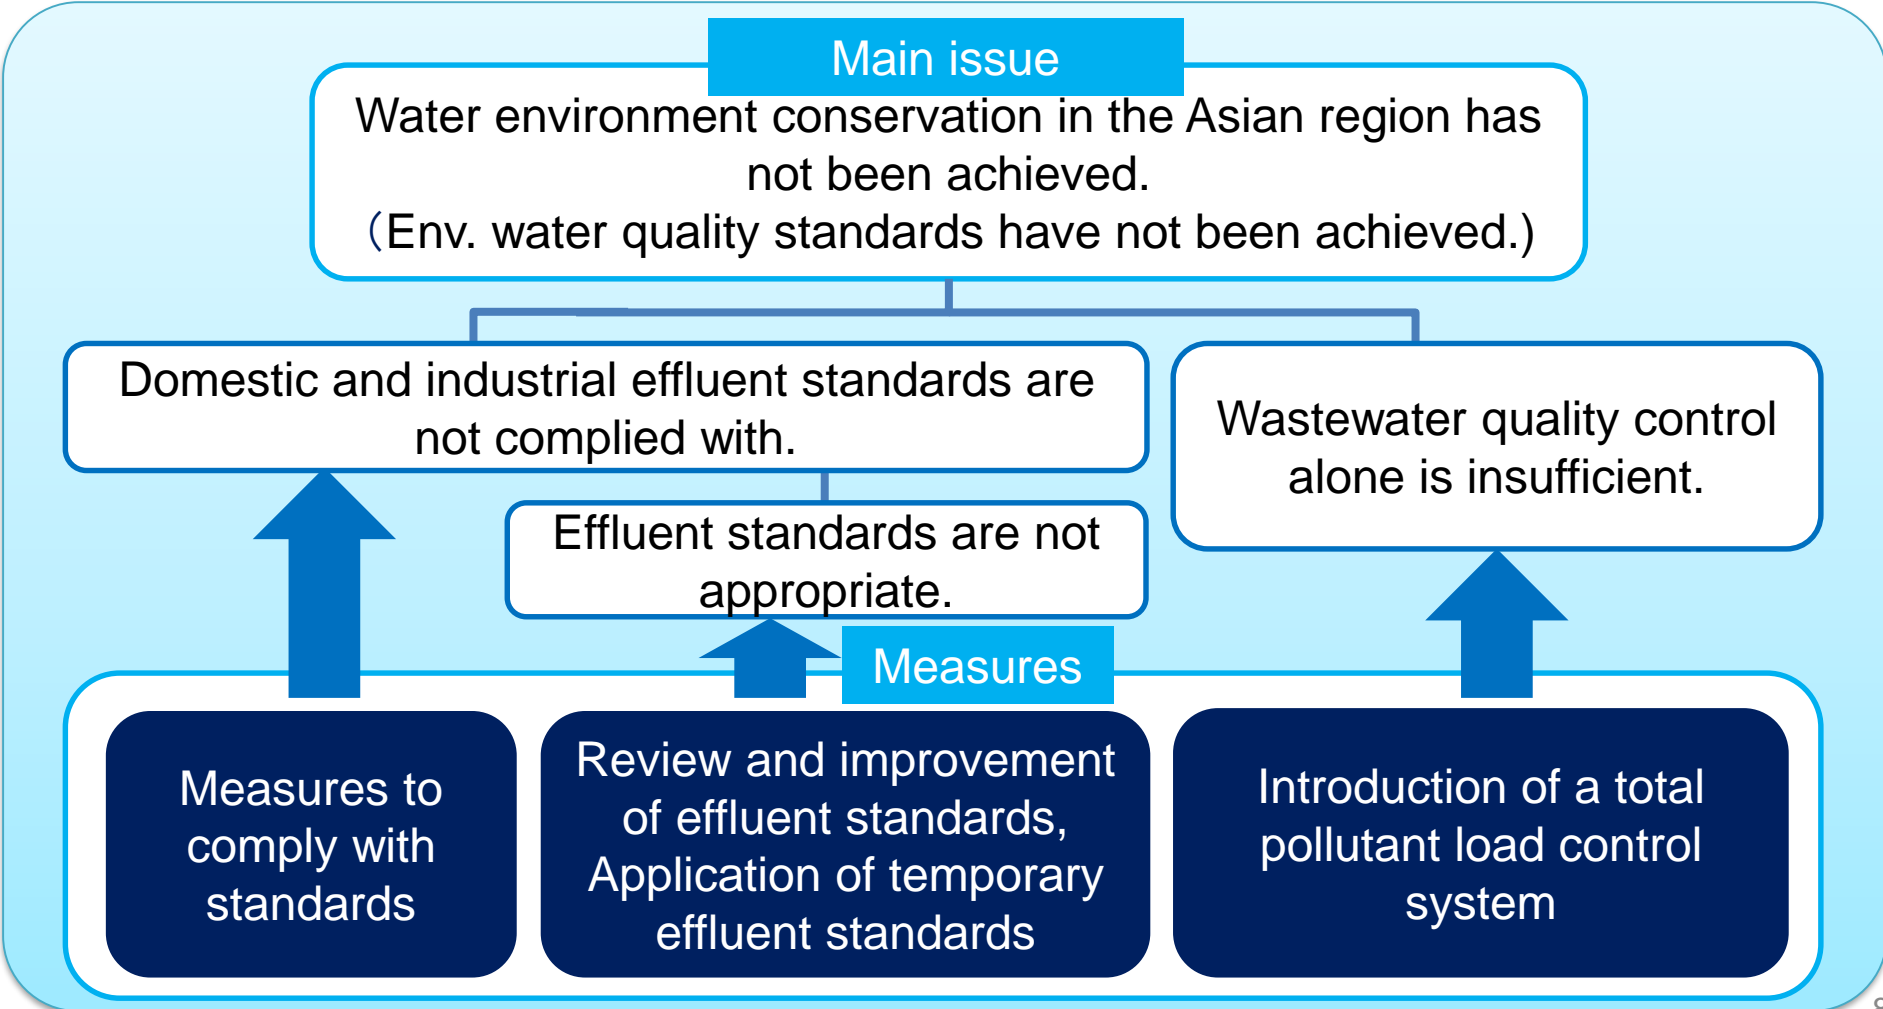 Main issue
Water environment conservation in the Asian region has
not been achieved.
（Env. water quality standards have not been achieved.)
Domestic and industrial effluent standards are
not complied with.
Wastewater quality control
alone is insufficient.
Effluent standards are not
appropriate.
Measures
Measures to
comply with
standards
Review and improvement
of effluent standards,
Application of temporary
effluent standards
Introduction of a total
pollutant load control
system